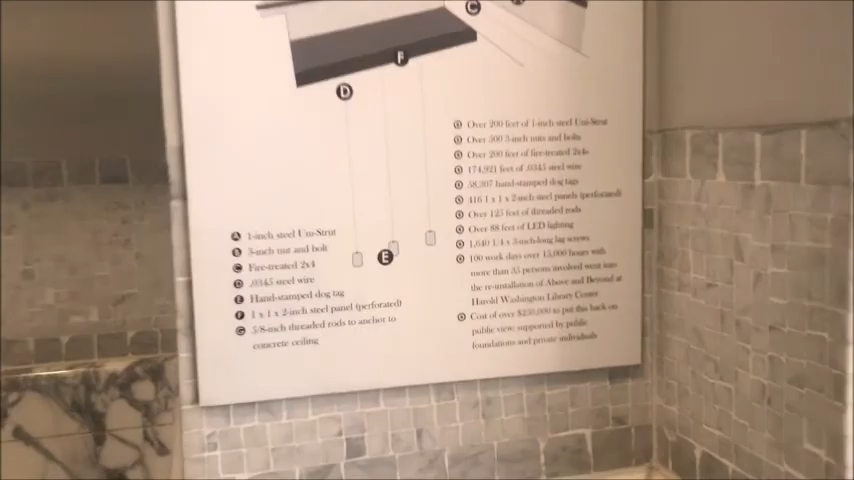 C
F
D
E
A 1-inch steel Uni-Strut
B 3-inch nut and bolt
C Fire-treated 2x4
D .0345 steel wire
E Hand-stamped dog tag
F 1 x 1 x 2-inch steel panel (perforated)
G 5/8-inch threaded rods to anchor to
concrete ceiling
Over 200 feet of 1-inch steel Uni-Strut
Over 500 3-inch nuts and bolts
Over 200 feet of fire-treated 2x4s
174,921 feet of .0345 steel wire
58,307 hand-stamped dog tags
416 1 x 1 x 2-inch steel panels (perforated)
Over 125 feet of threaded rods
Over 88 feet of LED lighting
1,640 1/4 x 3-inch-long lag screws
100 work days over 15,000 hours with
more than 35 persons involved went into
the re-installation of Above and Beyond at
Harold Washington Library Center
Cost of over $250,000 to put this back on
public view; supported by public
foundations and private individuals